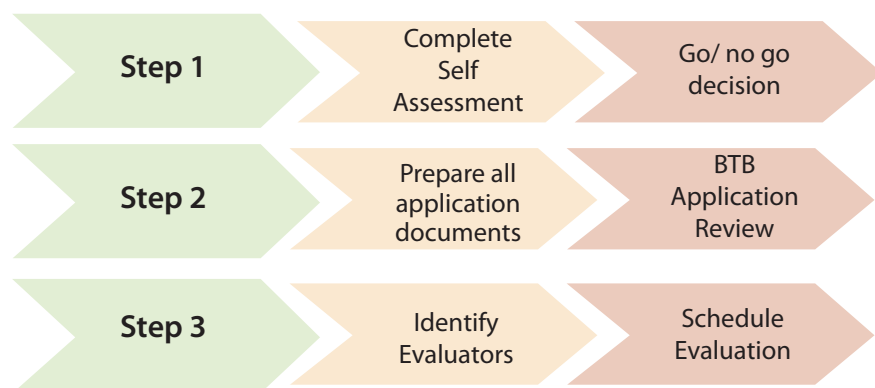 Step 1
Complete
Self
Assessment
Go/ no go
decision
Step 2
Prepare all
application
documents
BTB
Application
Review
Step 3
Identify
Evaluators
Schedule
Evaluation